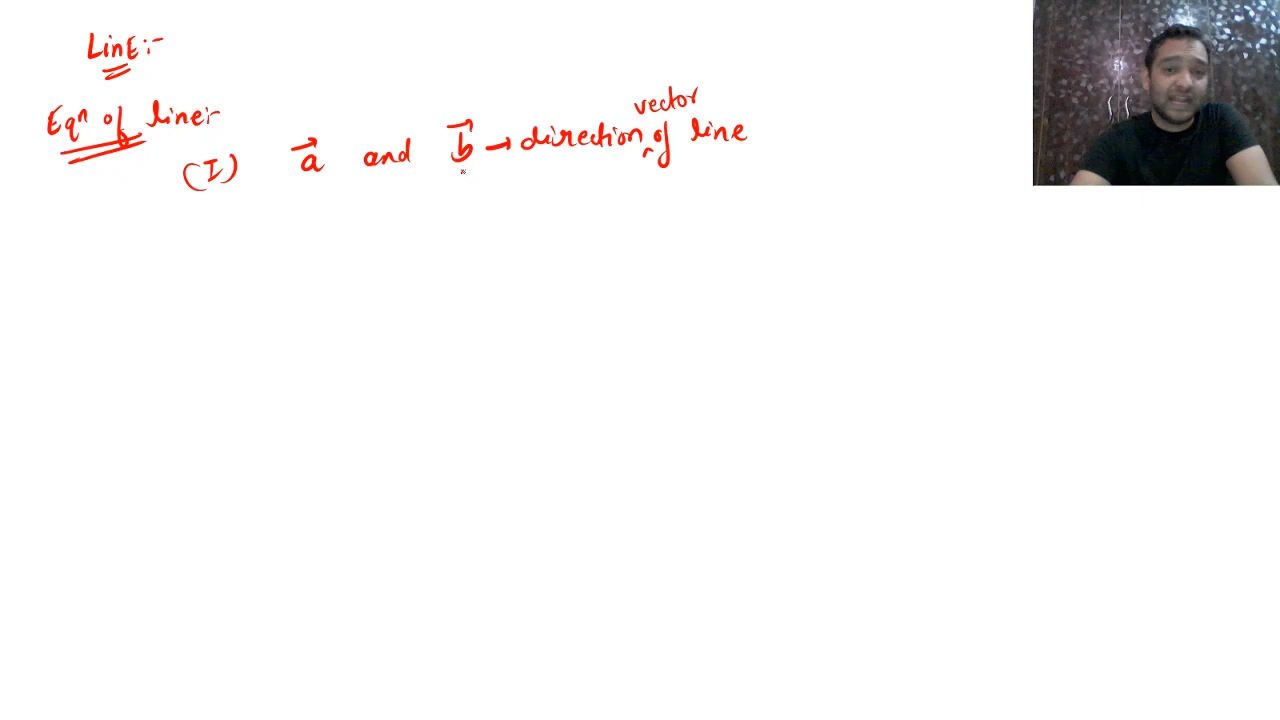 LinE:-
Eqⁿ of line:-
(I) a⃗ and b⃗ → direction vector of line